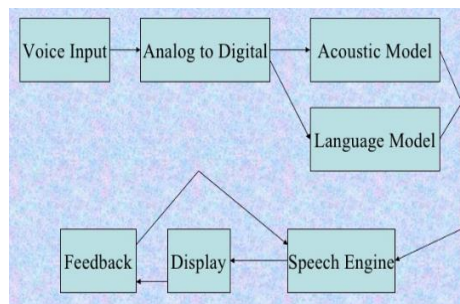 Voice Input
Analog to Digital
Acoustic Model
Language Model
Feedback
Display
Speech Engine